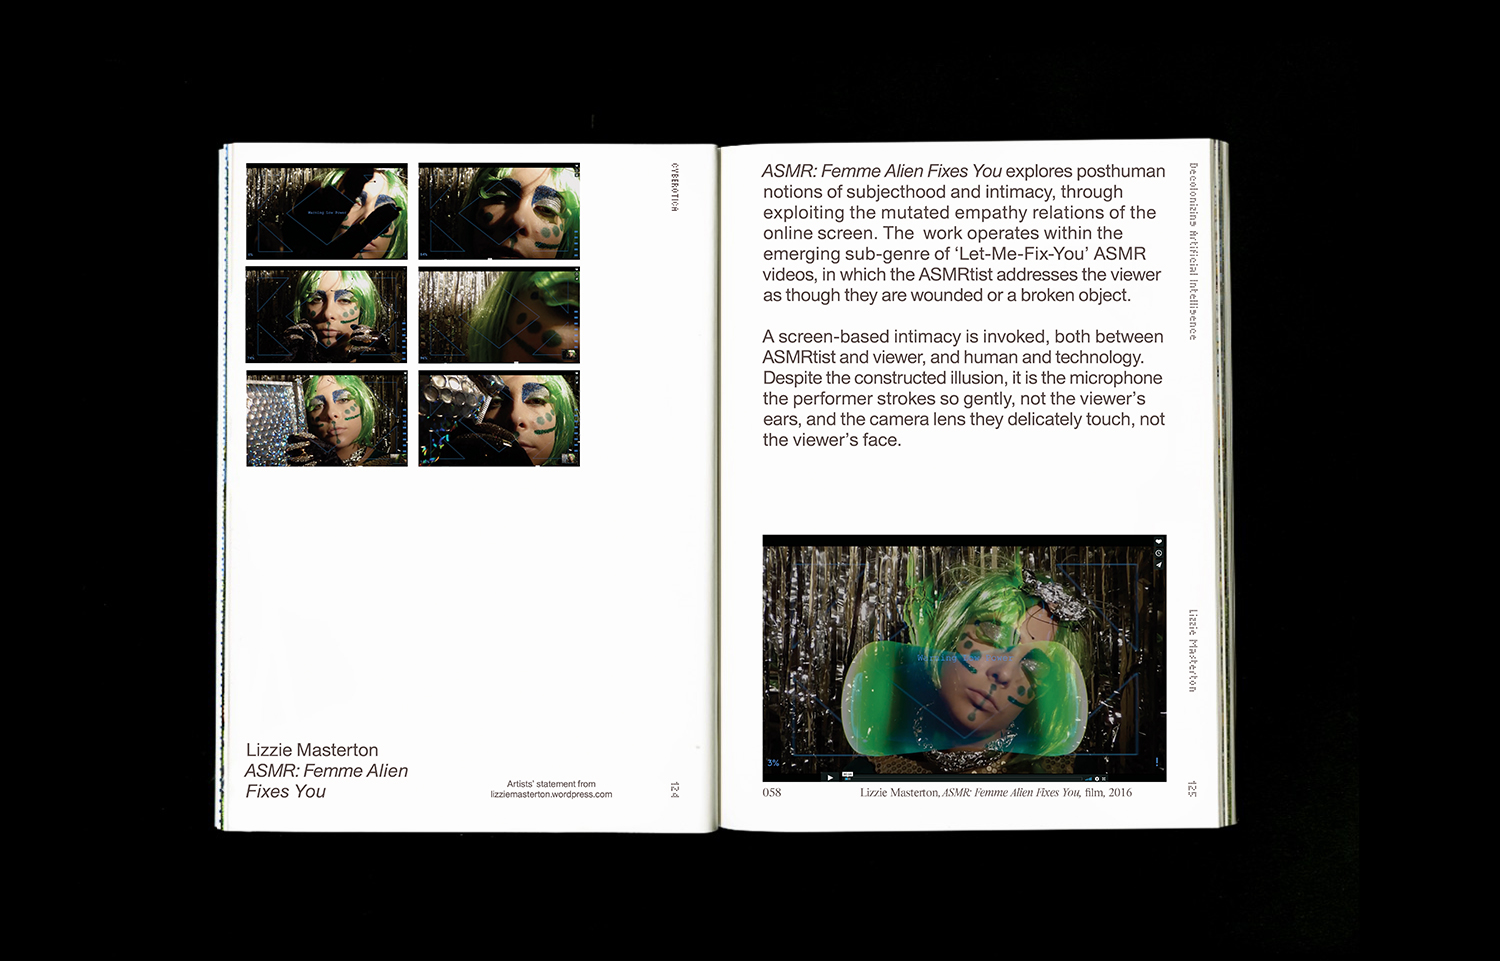 CYBEROTICA
Lizzie Masterton
ASMR: Femme Alien
Fixes You
Artists' statement from
lizziemasterton.wordpress.com
124
ASMR: Femme Alien Fixes You explores posthuman
notions of subjecthood and intimacy, through
exploiting the mutated empathy relations of the
online screen. The work operates within the
emerging sub-genre of ‘Let-Me-Fix-You’ ASMR
videos, in which the ASMRtist addresses the viewer
as though they are wounded or a broken object.
A screen-based intimacy is invoked, both between
ASMRtist and viewer, and human and technology.
Despite the constructed illusion, it is the microphone
the performer strokes so gently, not the viewer’s
ears, and the camera lens they delicately touch, not
the viewer’s face.
Decolonizing Artificial Intelligence
Lizzie Masterton
3%
!
058
Lizzie Masterton, ASMR: Femme Alien Fixes You, film, 2016
125